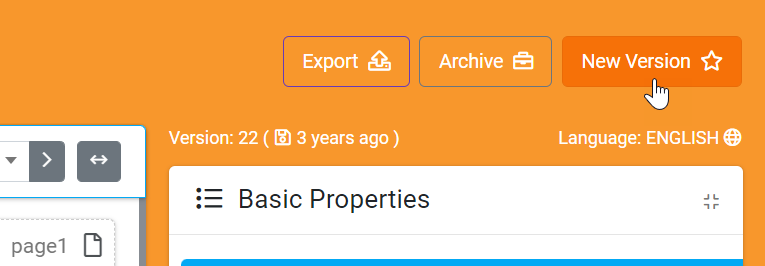 Export Archive New Version
Version: 22 ( 3 years ago ) Language: ENGLISH
Basic Properties
page1